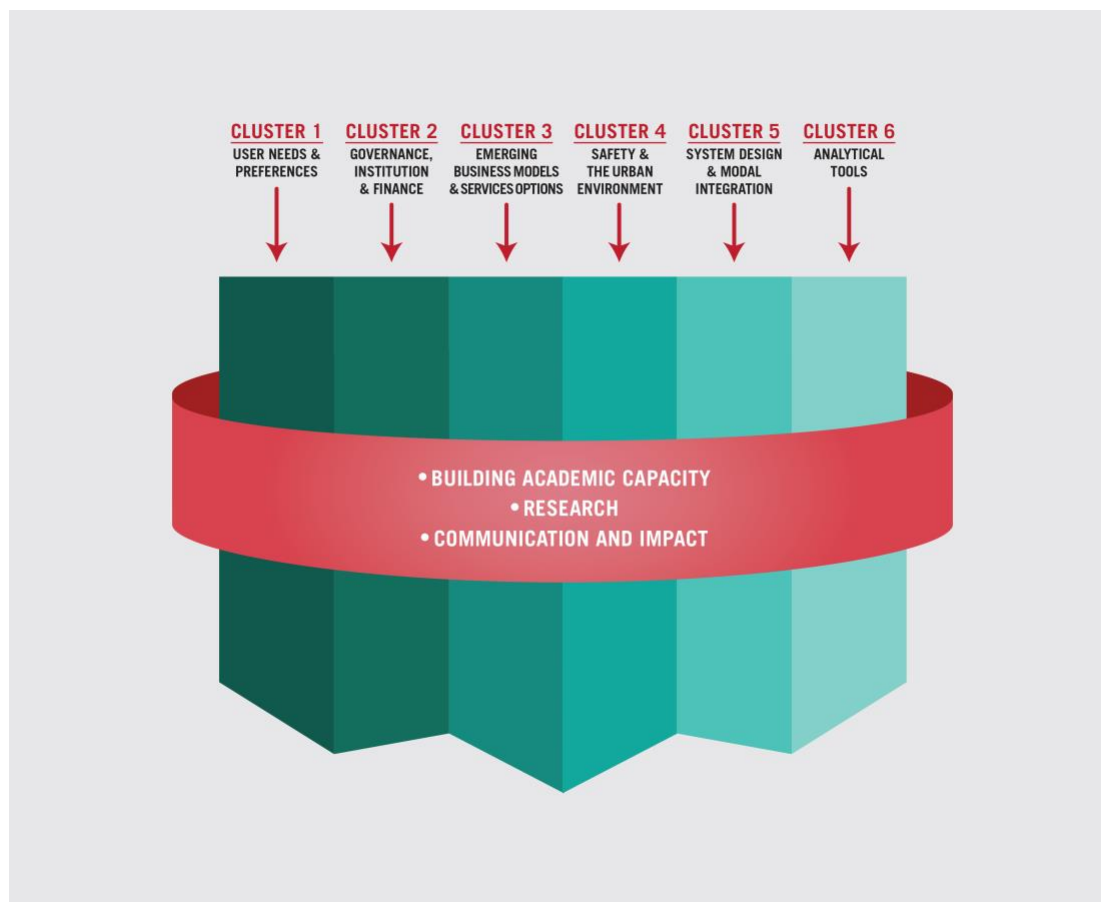 CLUSTER 1
USER NEEDS &
PREFERENCES
CLUSTER 2
GOVERNANCE,
INSTITUTION
& FINANCE
CLUSTER 3
EMERGING
BUSINESS MODELS
& SERVICES OPTIONS
CLUSTER 4
SAFETY &
THE URBAN
ENVIRONMENT
CLUSTER 5
SYSTEM DESIGN
& MODAL
INTEGRATION
CLUSTER 6
ANALYTICAL
TOOLS
• BUILDING ACADEMIC CAPACITY
• RESEARCH
• COMMUNICATION AND IMPACT